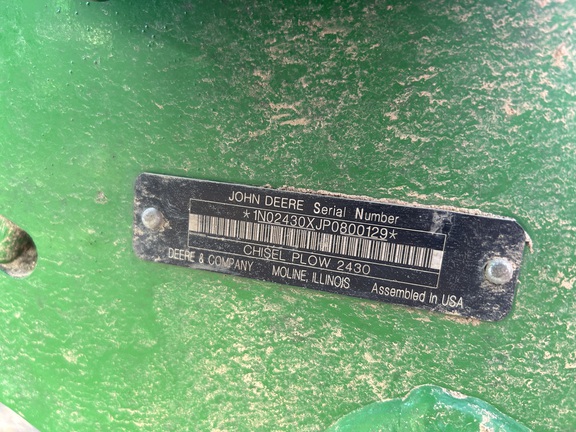 JOHN DEERE Serial Number
*1N02430XJP0800129*
CHISEL PLOW 2430
DEERE & COMPANY MOLINE, ILLINOIS Assembled In USA